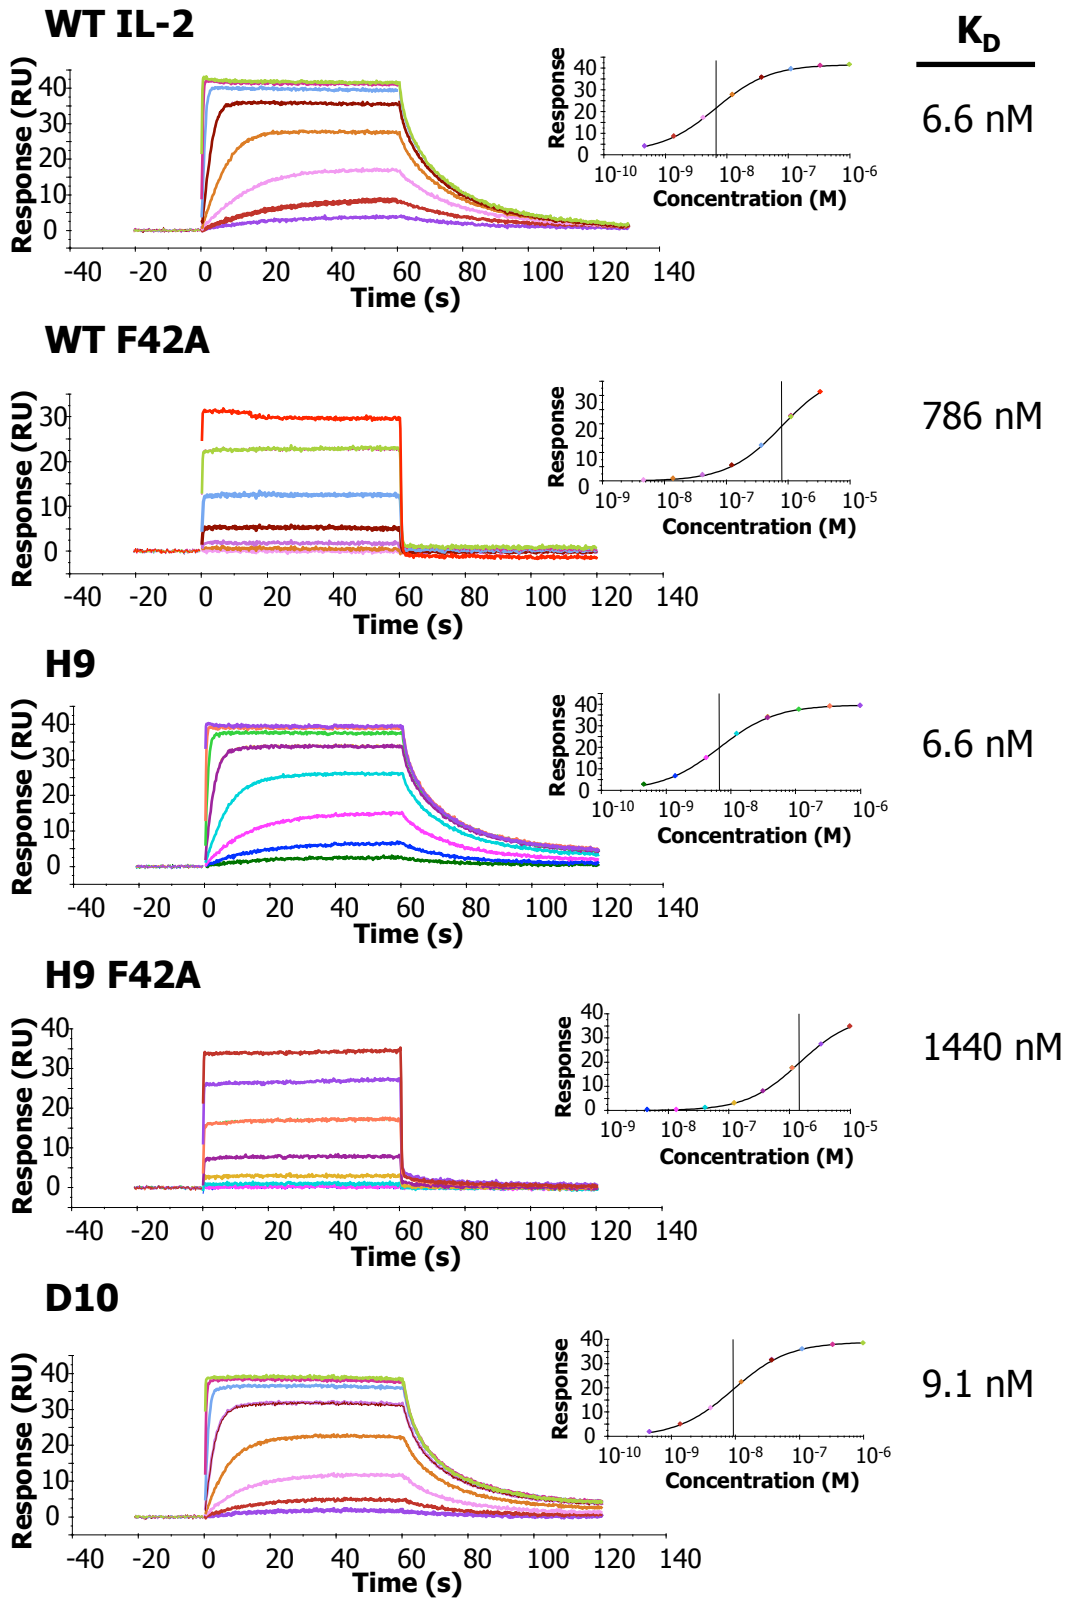 WT IL-2
K_D
Response (RU)
40
30
20
10
0
-40 -20 0 20 40 60 80 100 120 140
Time (s)
Response
40
30
20
10
0
10^-10 10^-9 10^-8 10^-7 10^-6
Concentration (M)
6.6 nM
WT F42A
Response (RU)
30
20
10
0
-40 -20 0 20 40 60 80 100 120 140
Time (s)
Response
30
20
10
0
10^-9 10^-8 10^-7 10^-6 10^-5
Concentration (M)
786 nM
H9
Response (RU)
40
30
20
10
0
-40 -20 0 20 40 60 80 100 120 140
Time (s)
Response
40
30
20
10
0
10^-10 10^-9 10^-8 10^-7 10^-6
Concentration (M)
6.6 nM
H9 F42A
Response (RU)
40
30
20
10
0
-40 -20 0 20 40 60 80 100 120 140
Time (s)
Response
40
30
20
10
0
10^-9 10^-8 10^-7 10^-6 10^-5
Concentration (M)
1440 nM
D10
Response (RU)
40
30
20
10
0
-40 -20 0 20 40 60 80 100 120 140
Time (s)
Response
40
30
20
10
0
10^-10 10^-9 10^-8 10^-7 10^-6
Concentration (M)
9.1 nM